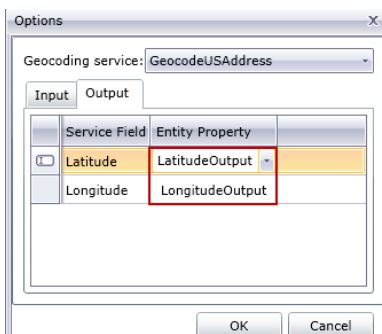 Options x
Geocoding service: GeocodeUSAddress
Input Output
Service Field Entity Property
Latitude LatitudeOutput
Longitude LongitudeOutput
OK Cancel